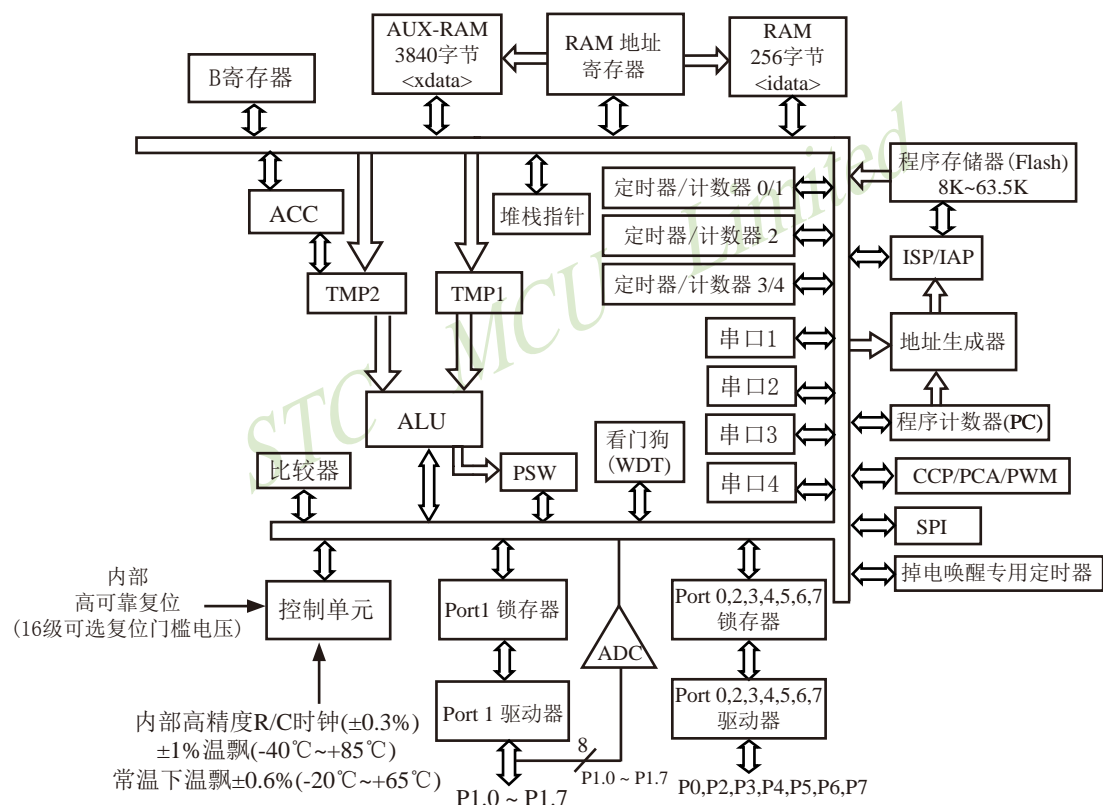 AUX-RAM
3840字节
<xdata>
RAM 地址
寄存器
RAM
256字节
<idata>
B寄存器
程序存储器(Flash)
8K~63.5K
定时器/计数器 0/1
ACC
堆栈指针
定时器/计数器 2
ISP/IAP
定时器/计数器 3/4
TMP2
TMP1
串口1
地址生成器
串口2
ALU
串口3
程序计数器(PC)
看门狗
(WDT)
比较器
PSW
串口4
CCP/PCA/PWM
SPI
掉电唤醒专用定时器
内部
高可靠复位
(16级可选复位门槛电压)
控制单元
Port1 锁存器
Port 0,2,3,4,5,6,7
锁存器
ADC
Port 1 驱动器
Port 0,2,3,4,5,6,7
驱动器
内部高精度R/C时钟(±0.3%)
±1%温飘(-40℃~+85℃)
常温下温飘±0.6%(-20℃~+65℃)
8
P1.0 ~ P1.7
P1.0 ~ P1.7
P0,P2,P3,P4,P5,P6,P7
STC MCU Limited